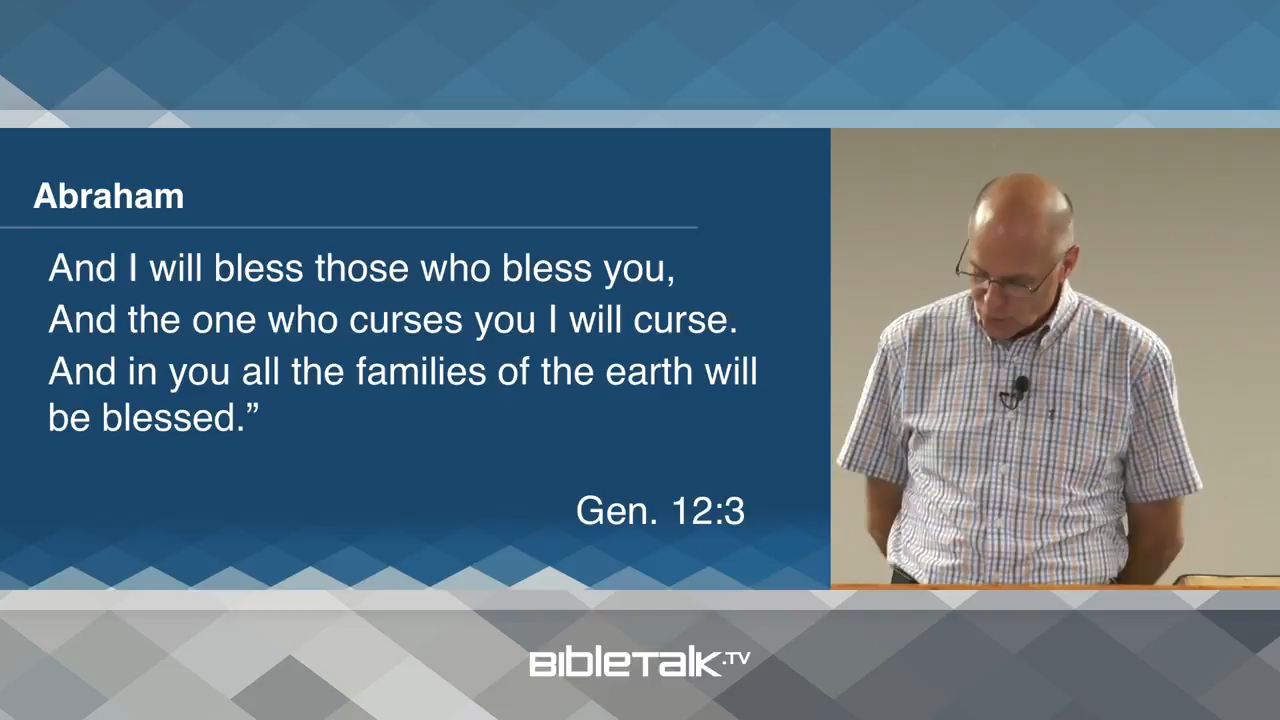 Abraham
And I will bless those who bless you,
And the one who curses you I will curse.
And in you all the families of the earth will
be blessed.”
Gen. 12:3
BIBLETALK.TV